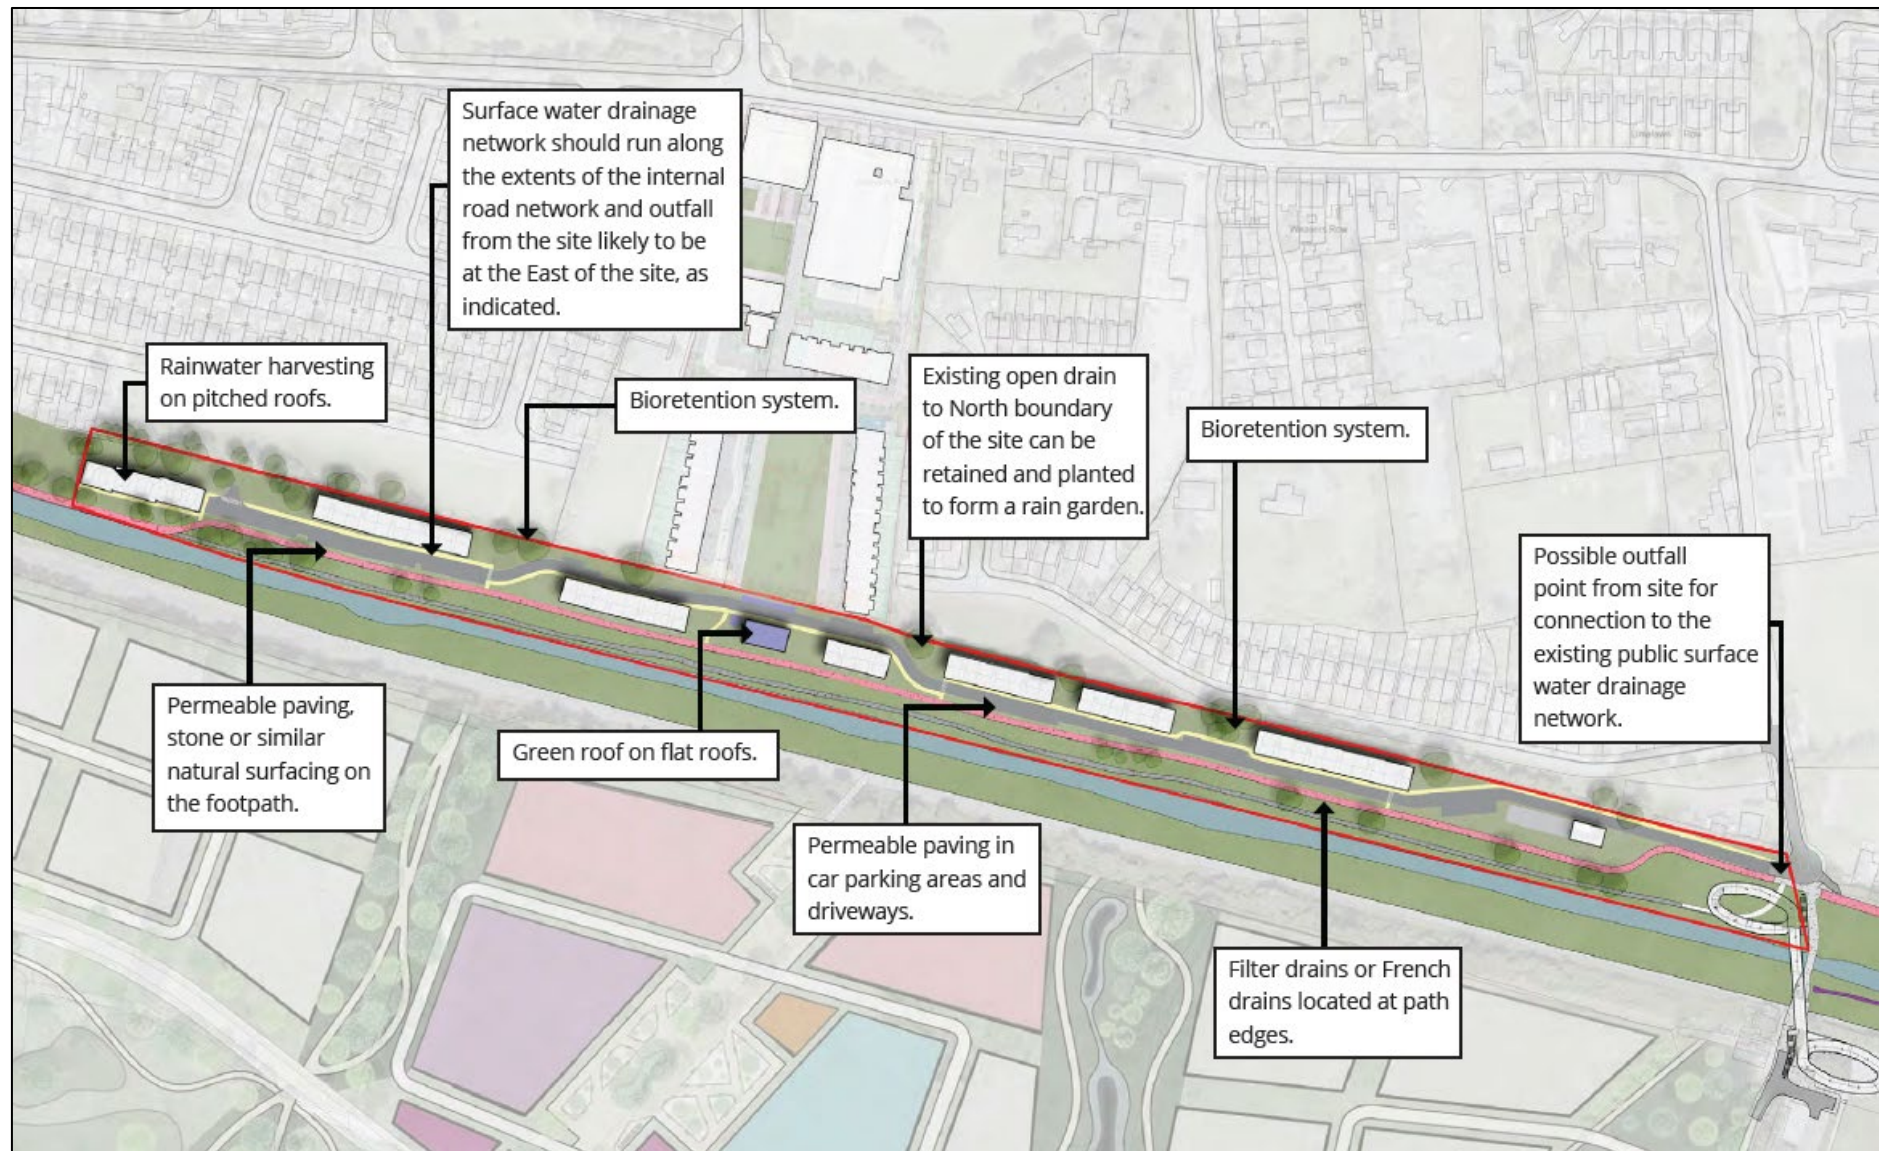 Surface water drainage
network should run along
the extents of the internal
road network and outfall
from the site likely to be
at the East of the site, as
indicated.
Rainwater harvesting
on pitched roofs.
Bioretention system.
Existing open drain
to North boundary
of the site can be
retained and planted
to form a rain garden.
Bioretention system.
Possible outfall
point from site for
connection to the
existing public surface
water drainage
network.
Permeable paving,
stone or similar
natural surfacing on
the footpath.
Green roof on flat roofs.
Permeable paving in
car parking areas and
driveways.
Filter drains or French
drains located at path
edges.